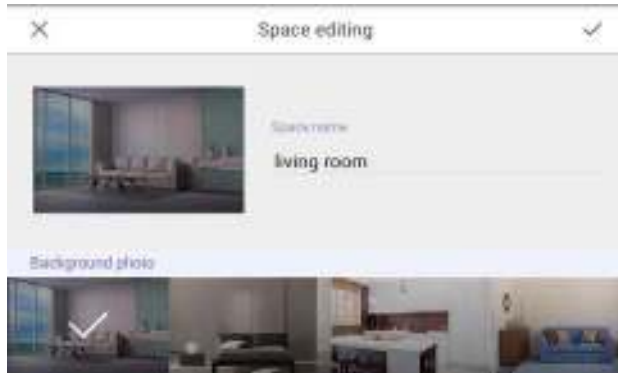 Space editing
Space name
living room
Background photo